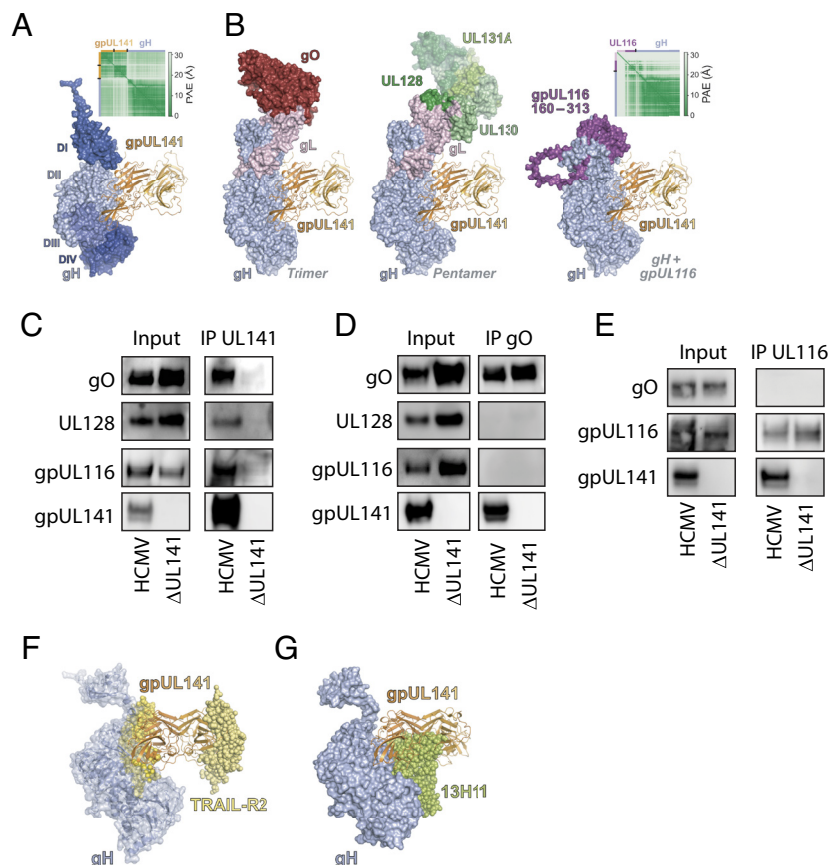 A
gpUL141 gH
30
20
10
0
PAE (Å)
gpUL141
DI
DII
DIII
DIV
gH
B
gO
gL
gpUL141
gH
Trimer
UL131A
UL128
UL130
gL
gpUL141
gH
Pentamer
UL116 gH
30
20
10
0
PAE (Å)
gpUL116
160–313
gpUL141
gH
gH +
gpUL116
C
Input IP UL141
gO
UL128
gpUL116
gpUL141
HCMV
ΔUL141
HCMV
ΔUL141
D
Input IP gO
gO
UL128
gpUL116
gpUL141
HCMV
ΔUL141
HCMV
ΔUL141
E
Input IP UL116
gO
gpUL116
gpUL141
HCMV
ΔUL141
HCMV
ΔUL141
F
gpUL141
TRAIL-R2
gH
G
gpUL141
13H11
gH